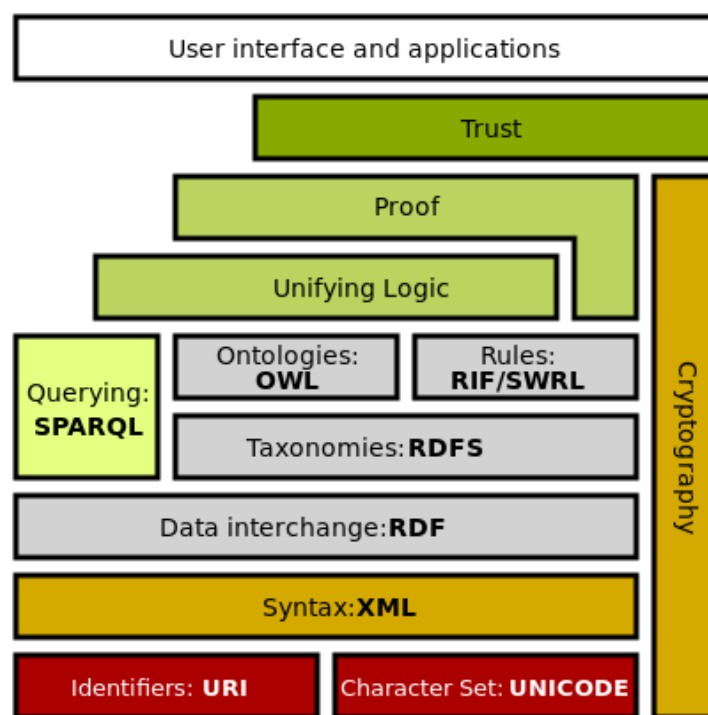 User interface and applications
Trust
Proof
Unifying Logic
Ontologies:
OWL
Rules:
RIF/SWRL
Querying:
SPARQL
Taxonomies:RDFS
Cryptography
Data interchange:RDF
Syntax:XML
Identifiers: URI
Character Set: UNICODE